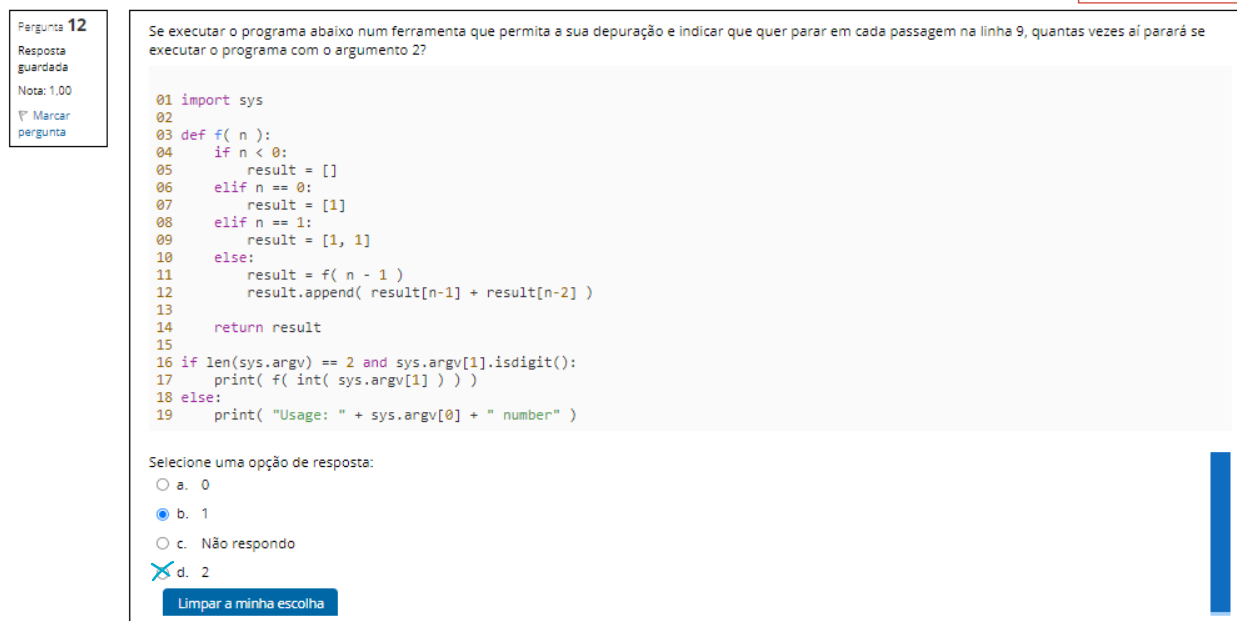 Pergunta 12
Resposta
guardada
Nota: 1,00
Marcar
pergunta
Se executar o programa abaixo num ferramenta que permita a sua depuração e indicar que quer parar em cada passagem na linha 9, quantas vezes aí parará se
executar o programa com o argumento 2?
01 import sys
02
03 def f( n ):
04     if n < 0:
05         result = []
06     elif n == 0:
07         result = [1]
08     elif n == 1:
09         result = [1, 1]
10     else:
11         result = f( n - 1 )
12         result.append( result[n-1] + result[n-2] )
13
14     return result
15
16 if len(sys.argv) == 2 and sys.argv[1].isdigit():
17     print( f( int( sys.argv[1] ) ) )
18 else:
19     print( "Usage: " + sys.argv[0] + " number" )
Selecione uma opção de resposta:
a. 0
b. 1
c. Não respondo
d. 2
Limpar a minha escolha